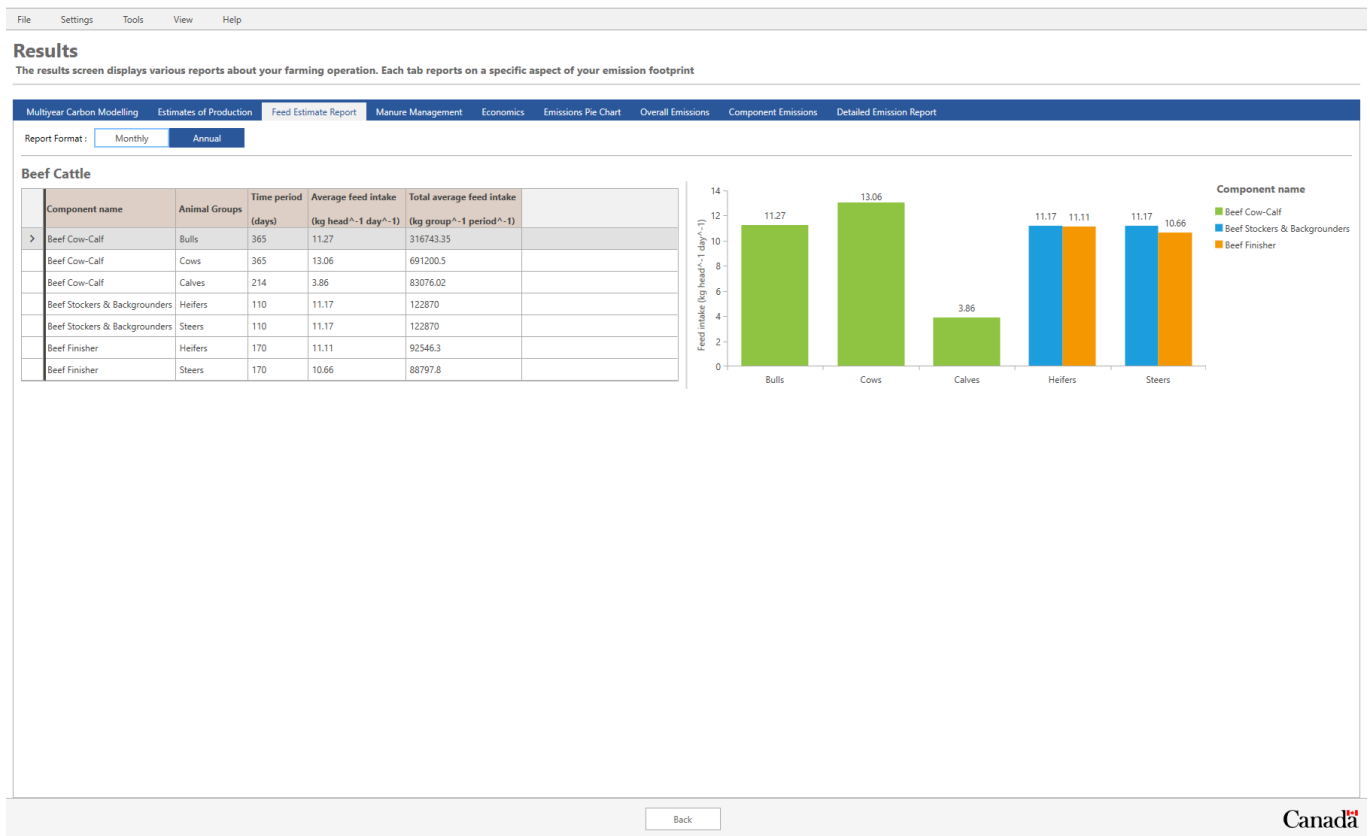 File Settings Tools View Help
Results
The results screen displays various reports about your farming operation. Each tab reports on a specific aspect of your emission footprint
Multiyear Carbon Modelling Estimates of Production Feed Estimate Report Manure Management Economics Emissions Pie Chart Overall Emissions Component Emissions Detailed Emission Report
Report Format : Monthly Annual
Beef Cattle
Component name Animal Groups Time period (days) Average feed intake (kg head^-1 day^-1) Total average feed intake (kg group^-1 period^-1)
Beef Cow-Calf Bulls 365 11.27 316743.35
Beef Cow-Calf Cows 365 13.06 691200.5
Beef Cow-Calf Calves 214 3.86 83076.02
Beef Stockers & Backgrounders Heifers 110 11.17 122870
Beef Stockers & Backgrounders Steers 110 11.17 122870
Beef Finisher Heifers 170 11.11 92546.3
Beef Finisher Steers 170 10.66 88797.8
Feed intake (kg head^-1 day^-1)
14
12
10
8
6
4
2
0
11.27 13.06 3.86 11.17 11.11 11.17 10.66
Bulls Cows Calves Heifers Steers
Component name
Beef Cow-Calf
Beef Stockers & Backgrounders
Beef Finisher
Back
Canada